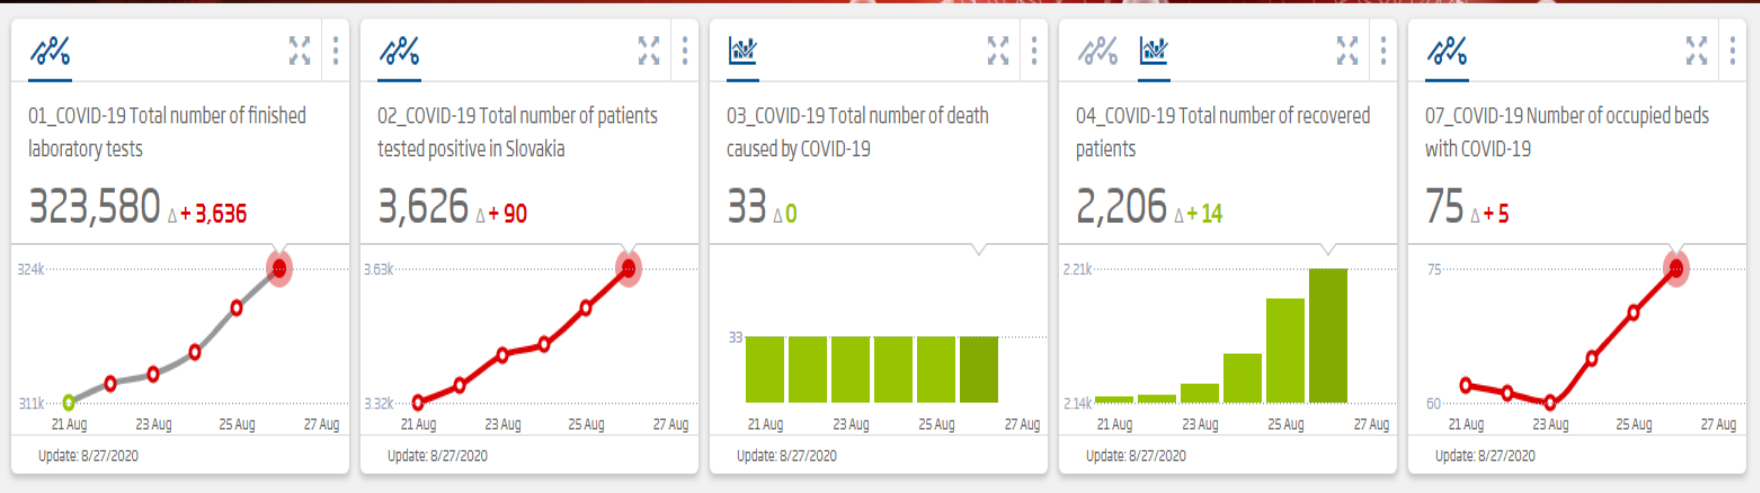 01_COVID-19 Total number of finished
laboratory tests
323,580 Δ + 3,636
324k
311k
21 Aug 23 Aug 25 Aug 27 Aug
Update: 8/27/2020
02_COVID-19 Total number of patients
tested positive in Slovakia
3,626 Δ + 90
3.63k
3.32k
21 Aug 23 Aug 25 Aug 27 Aug
Update: 8/27/2020
03_COVID-19 Total number of death
caused by COVID-19
33 Δ 0
33
21 Aug 23 Aug 25 Aug 27 Aug
Update: 8/27/2020
04_COVID-19 Total number of recovered
patients
2,206 Δ + 14
2.21k
2.14k
21 Aug 23 Aug 25 Aug 27 Aug
Update: 8/27/2020
07_COVID-19 Number of occupied beds
with COVID-19
75 Δ + 5
75
60
21 Aug 23 Aug 25 Aug 27 Aug
Update: 8/27/2020